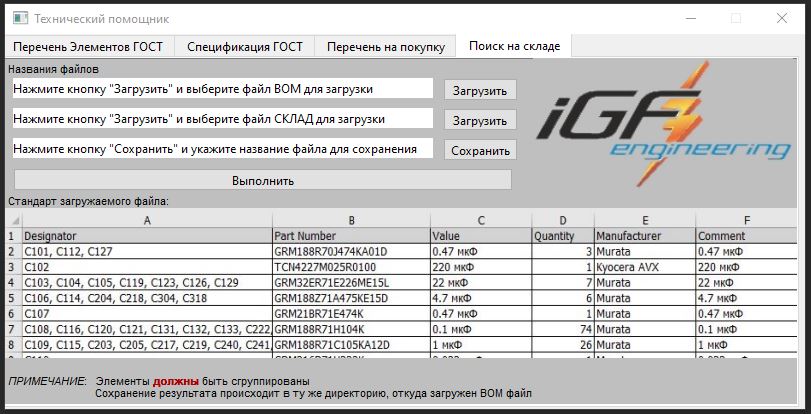 Технический помощник
Перечень Элементов ГОСТ Спецификация ГОСТ Перечень на покупку Поиск на складе
Названия файлов
Нажмите кнопку "Загрузить" и выберите файл BOM для загрузки Загрузить
Нажмите кнопку "Загрузить" и выберите файл СКЛАД для загрузки Загрузить
Нажмите кнопку "Сохранить" и укажите название файла для сохранения Сохранить
iGF
engineering
Выполнить
Стандарт загружаемого файла:
A B C D E F
1 Designator Part Number Value Quantity Manufacturer Comment
2 C101, C112, C127 GRM188R70J474KA01D 0.47 мкФ 3 Murata 0.47 мкФ
3 C102 TCN4227M025R0100 220 мкФ 1 Kyocera AVX 220 мкФ
4 C103, C104, C105, C119, C123, C126, C129 GRM32ER71E226ME15L 22 мкФ 7 Murata 22 мкФ
5 C106, C114, C204, C218, C304, C318 GRM188Z71A475KE15D 4.7 мкФ 6 Murata 4.7 мкФ
6 C107 GRM21BR71E474K 0.47 мкФ 1 Murata 0.47 мкФ
7 C108, C116, C120, C121, C131, C132, C133, C222, GRM188R71H104K 0.1 мкФ 74 Murata 0.1 мкФ
8 C109, C115, C203, C205, C217, C219, C240, C241, GRM188R71C105KA12D 1 мкФ 26 Murata 1 мкФ
ПРИМЕЧАНИЕ: Элементы должны быть сгруппированы
Сохранение результата происходит в ту же директорию, откуда загружен BOM файл